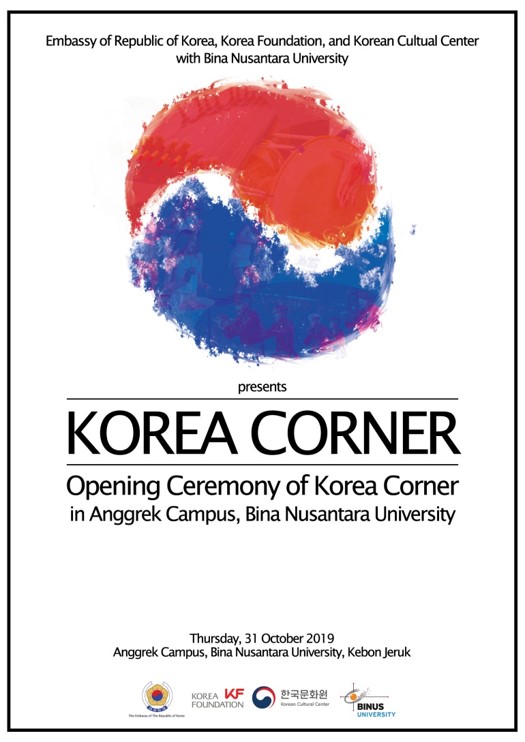 Embassy of Republic of Korea, Korea Foundation, and Korean Cultual Center
with Bina Nusantara University
presents
KOREA CORNER
Opening Ceremony of Korea Corner
in Anggrek Campus, Bina Nusantara University
Thursday, 31 October 2019
Anggrek Campus, Bina Nusantara University, Kebon Jeruk
The Embassy of The Republic of Korea
KOREA KF
FOUNDATION
한국문화원
Korean Cultural Center
BINUS
UNIVERSITY